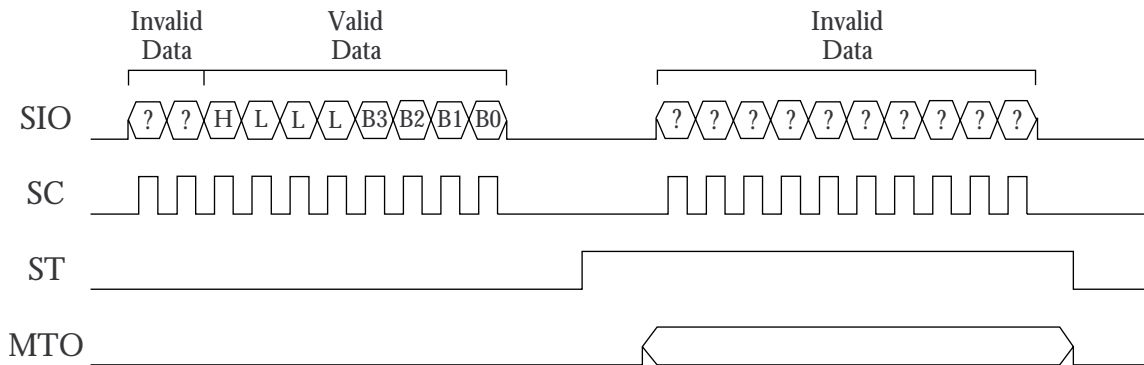 Invalid Data
Valid Data
Invalid Data
SIO ? ? H L L L B3 B2 B1 B0 ? ? ? ? ? ? ? ? ? ?
SC
ST
MTO